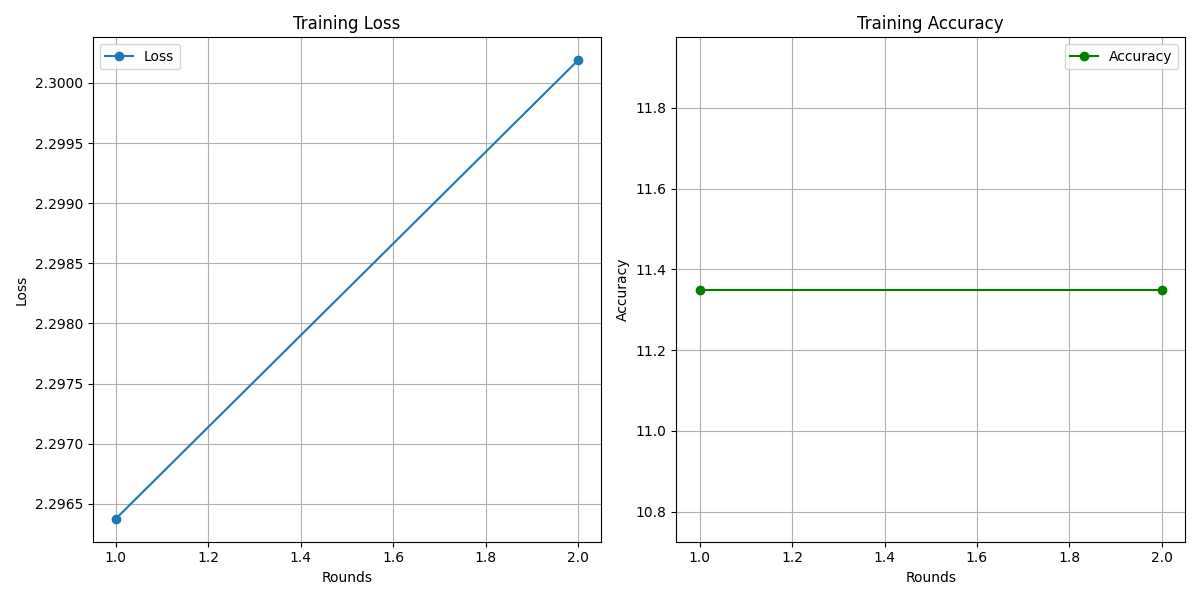 Training Loss
Loss
2.3000
2.2995
2.2990
2.2985
2.2980
2.2975
2.2970
2.2965
Loss
1.0 1.2 1.4 1.6 1.8 2.0
Rounds
Training Accuracy
Accuracy
11.8
11.6
11.4
11.2
11.0
10.8
Accuracy
1.0 1.2 1.4 1.6 1.8 2.0
Rounds